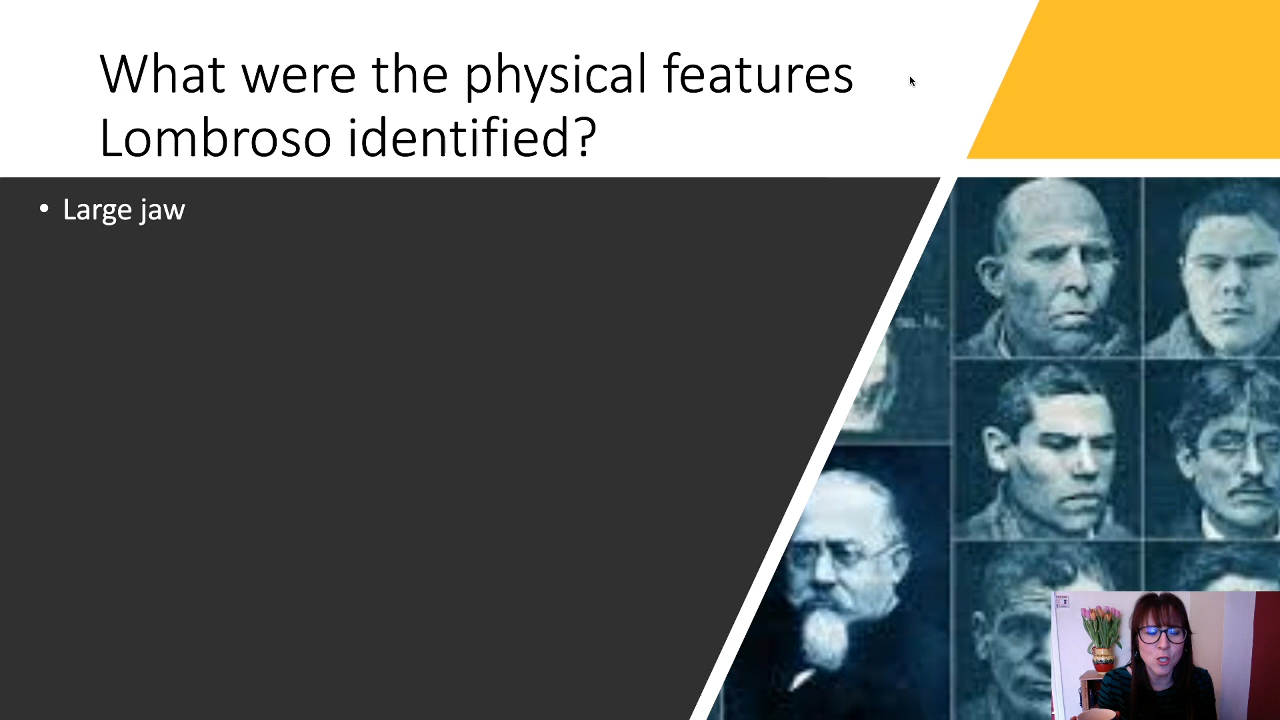 What were the physical features
Lombroso identified?
• Large jaw